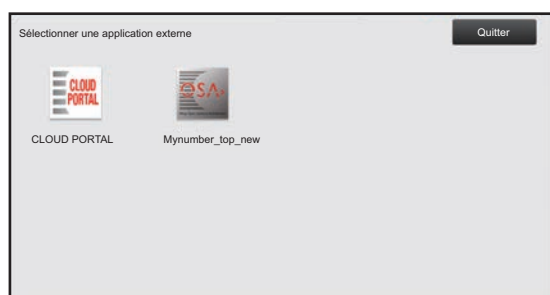 Sélectionner une application externe
Quitter
CLOUD
PORTAL
OSA
CLOUD PORTAL
Mynumber_top_new